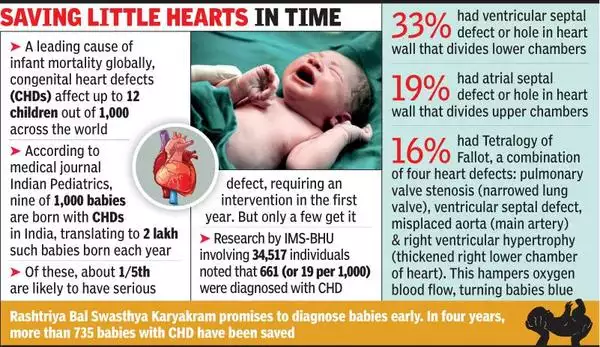 SAVING LITTLE HEARTS IN TIME
➤ A leading cause of
infant mortality globally,
congenital heart defects
(CHDs) affect up to 12
children out of 1,000
across the world
➤ According to
medical journal
Indian Pediatrics,
nine of 1,000 babies
are born with CHDs
in India, translating to 2 lakh
such babies born each year
➤ Of these, about 1/5th
are likely to have serious
defect, requiring an
intervention in the first
year. But only a few get it
➤ Research by IMS-BHU
involving 34,517 individuals
noted that 661 (or 19 per 1,000)
were diagnosed with CHD
33% had ventricular septal
defect or hole in heart
wall that divides lower chambers
19% had atrial septal
defect or hole in heart
wall that divides upper chambers
16% had Tetralogy of
Fallot, a combination
of four heart defects: pulmonary
valve stenosis (narrowed lung
valve), ventricular septal defect,
misplaced aorta (main artery)
& right ventricular hypertrophy
(thickened right lower chamber
of heart). This hampers oxygen
blood flow, turning babies blue
Rashtriya Bal Swasthya Karyakram promises to diagnose babies early. In four years,
more than 735 babies with CHD have been saved